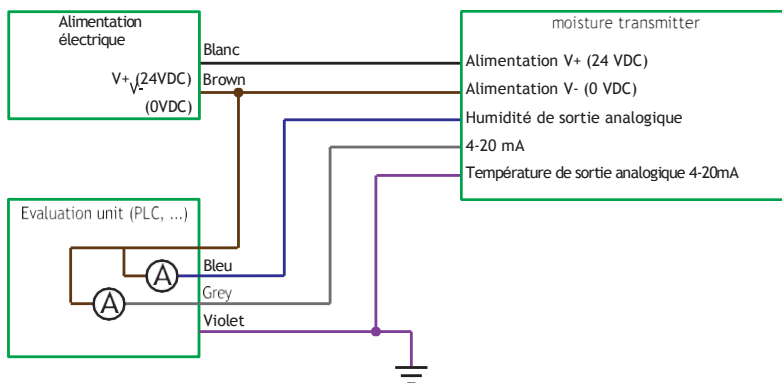 Alimentation
électrique
V+ (24VDC)
V-
(0VDC)
Blanc
Brown
moisture transmitter
Alimentation V+ (24 VDC)
Alimentation V- (0 VDC)
Humidité de sortie analogique
4-20 mA
Température de sortie analogique 4-20mA
Evaluation unit (PLC, ...)
A
Bleu
A
Grey
Violet